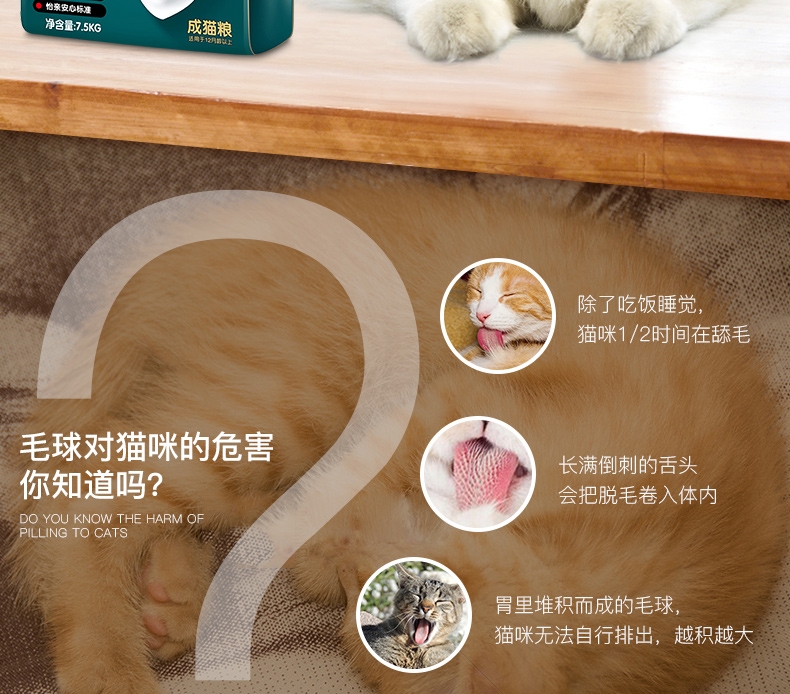 怡亲安心标准
净含量:7.5KG
成猫粮
适用于12月龄以上
除了吃饭睡觉,
猫咪1/2时间在舔毛
毛球对猫咪的危害
你知道吗?
DO YOU KNOW THE HARM OF
PILLING TO CATS
长满倒刺的舌头
会把脱毛卷入体内
胃里堆积而成的毛球,
猫咪无法自行排出，越积越大